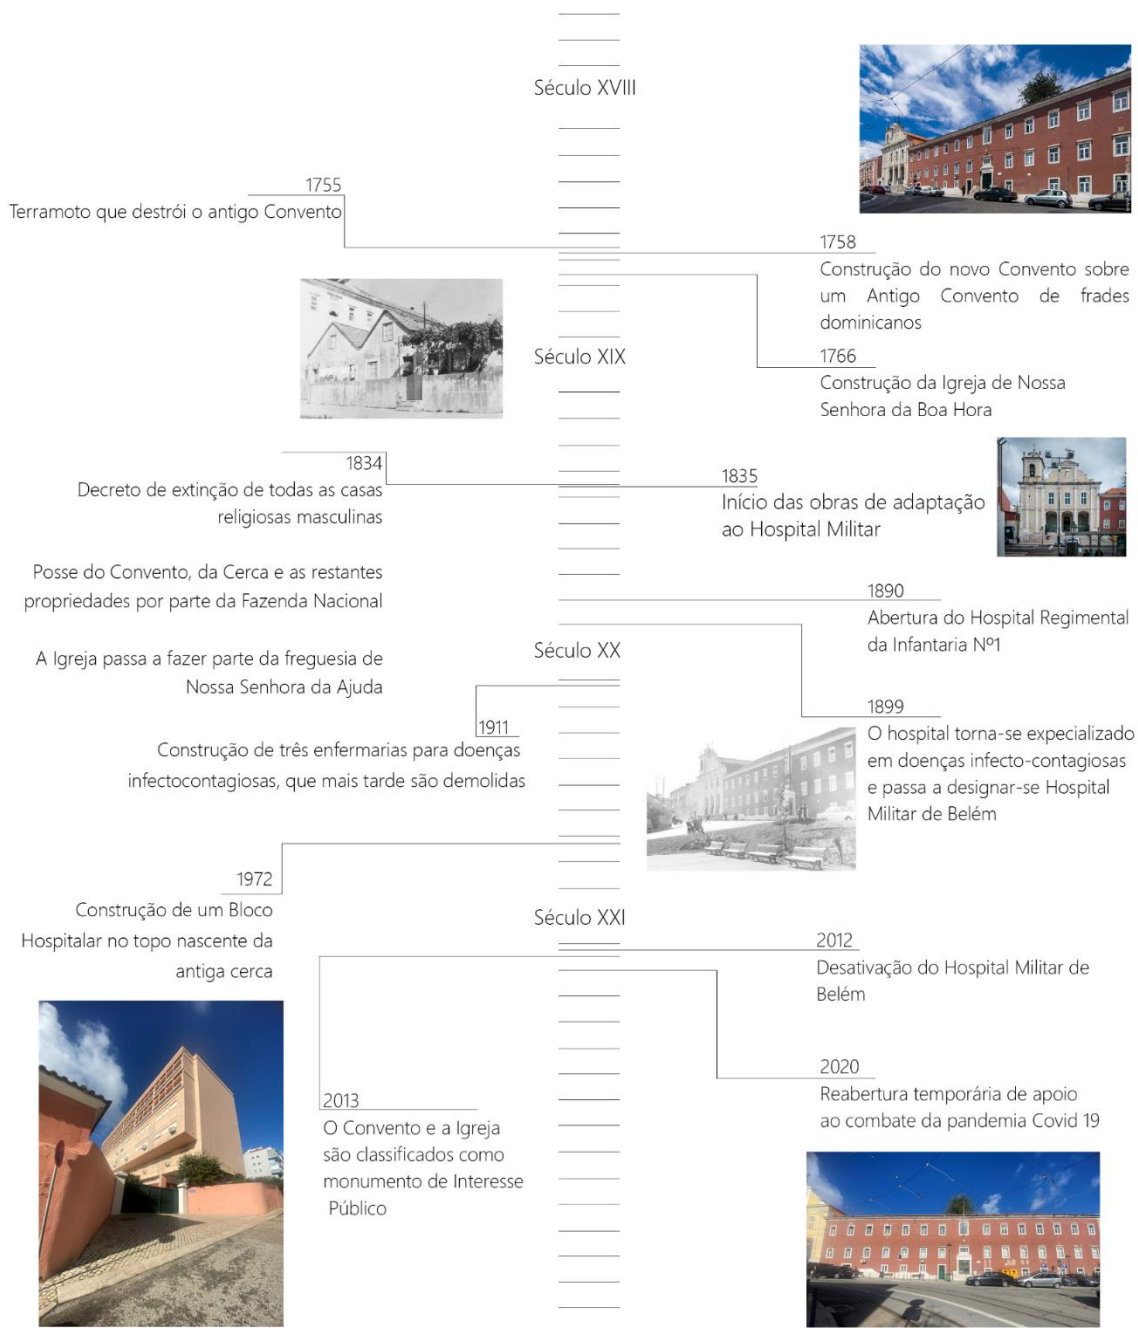 Século XVIII
1755
Terramoto que destrói o antigo Convento
1758
Construção do novo Convento sobre
um Antigo Convento de frades
dominicanos
Século XIX
1766
Construção da Igreja de Nossa
Senhora da Boa Hora
1834
Decreto de extinção de todas as casas
religiosas masculinas
Posse do Convento, da Cerca e as restantes
propriedades por parte da Fazenda Nacional
A Igreja passa a fazer parte da freguesia de
Nossa Senhora da Ajuda
1835
Início das obras de adaptação
ao Hospital Militar
1890
Abertura do Hospital Regimental
da Infantaria Nº1
Século XX
1899
O hospital torna-se expecializado
em doenças infecto-contagiosas
e passa a designar-se Hospital
Militar de Belém
1911
Construção de três enfermarias para doenças
infectocontagiosas, que mais tarde são demolidas
1972
Construção de um Bloco
Hospitalar no topo nascente da
antiga cerca
Século XXI
2012
Desativação do Hospital Militar de
Belém
2013
O Convento e a Igreja
são classificados como
monumento de Interesse
Público
2020
Reabertura temporária de apoio
ao combate da pandemia Covid 19